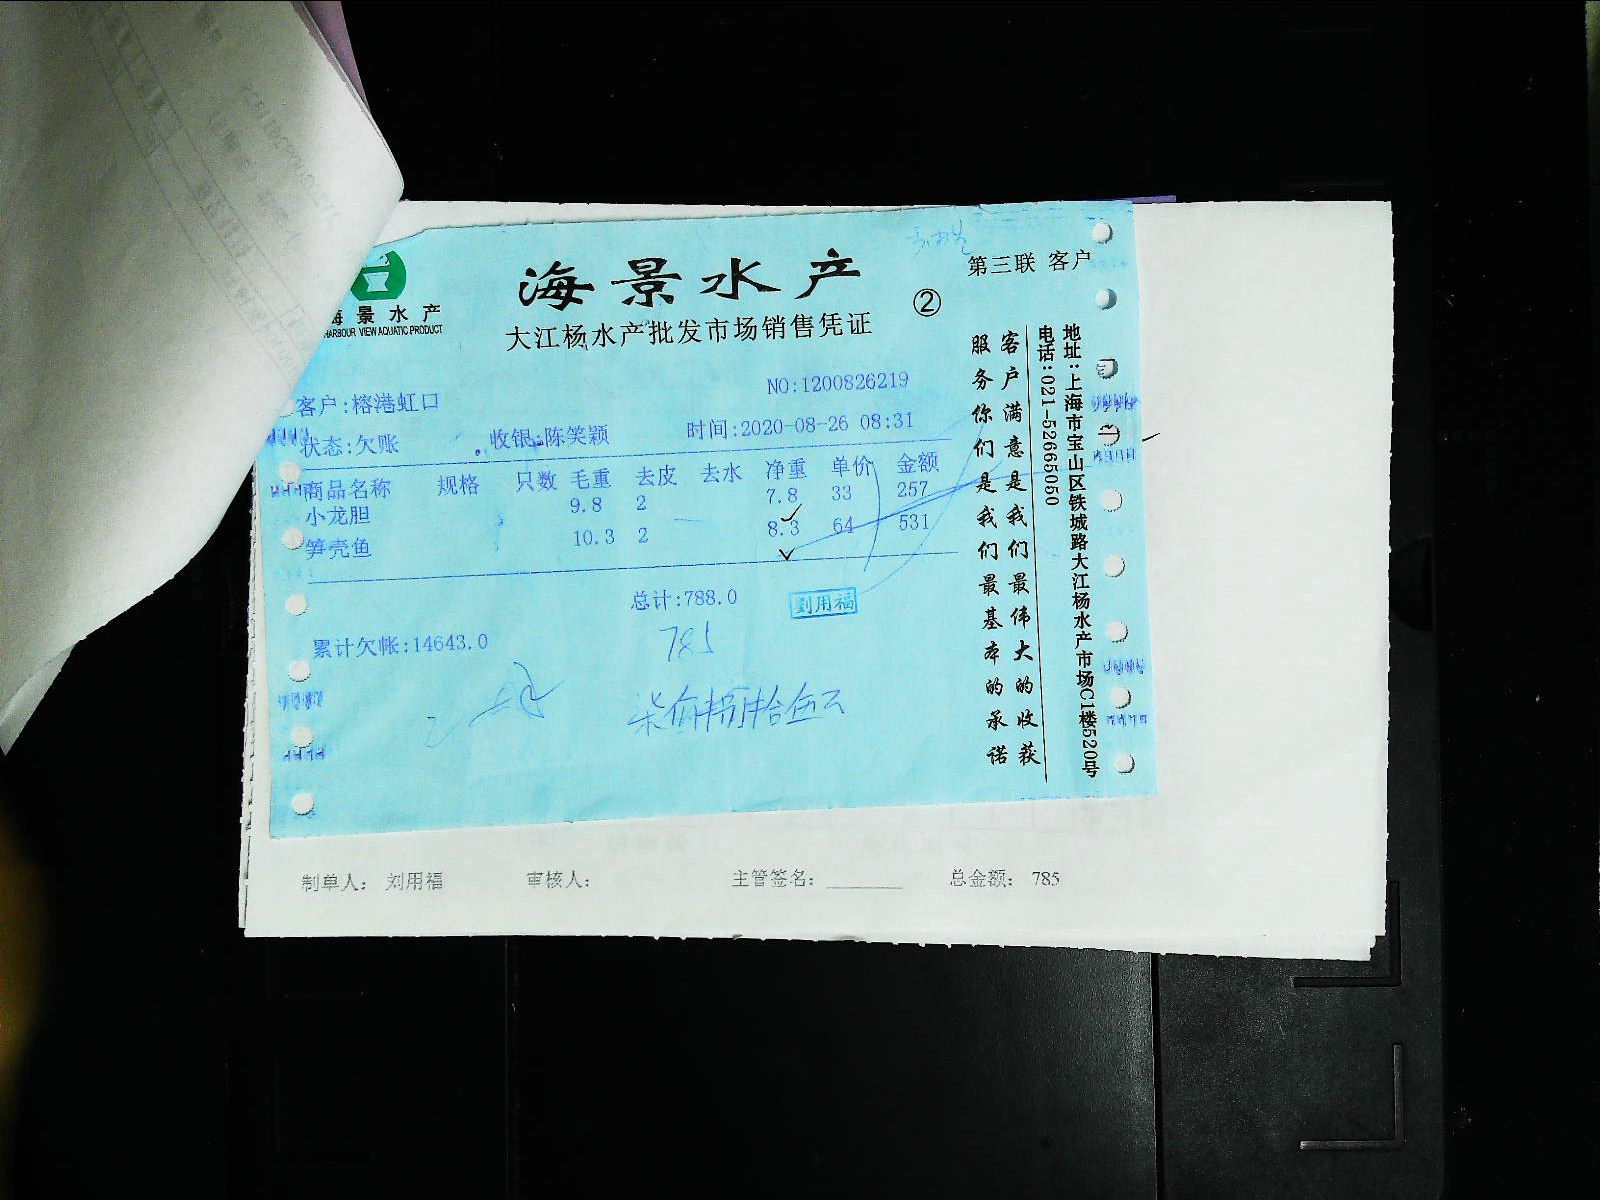 海景水产
HARBOUR VIEW AQUATIC PRODUCT
海景水产
大江杨水产批发市场销售凭证
②
第三联 客户
NO:1200826219
客户:榕港虹口
状态:欠账 收银:陈笑颖 时间:2020-08-26 08:31
商品名称 规格 只数 毛重 去皮 去水 净重 单价 金额
小龙胆 9.8 2 7.8 33 257
笋壳鱼 10.3 2 8.3 64 531
总计:788.0
劉用福
累计欠帐:14643.0
785
柒佰捌拾伍元
客户满意是我们最伟大的收获
服务你们是我们最基本的承诺
电话:021-52665050
地址:上海市宝山区铁城路大江杨水产市场C1楼520号
制单人: 刘用福 审核人: 主管签名: 总金额: 785